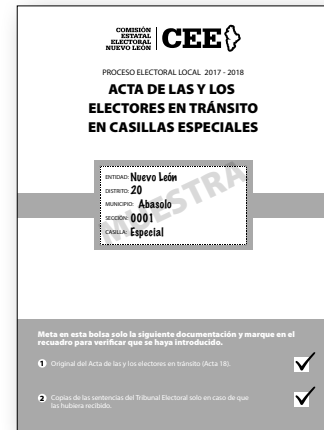 COMISIÓN
ESTATAL
ELECTORAL
NUEVO LEÓN
CEE
PROCESO ELECTORAL LOCAL 2017 - 2018
ACTA DE LAS Y LOS
ELECTORES EN TRÁNSITO
EN CASILLAS ESPECIALES
ENTIDAD: Nuevo León
DISTRITO: 20
MUNICIPIO: Abasolo
SECCIÓN: 0001
CASILLA: Especial
MUESTRA
Meta en esta bolsa solo la siguiente documentación y marque en el
recuadro para verificar que se haya introducido.
1 Original del Acta de las y los electores en tránsito (Acta 18).
2 Copias de las sentencias del Tribunal Electoral solo en caso de que
las hubiera recibido.